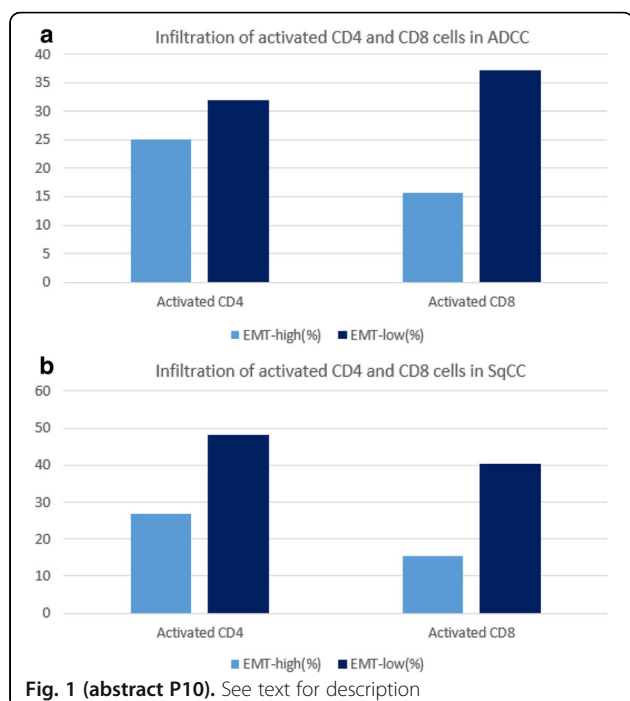 a
Infiltration of activated CD4 and CD8 cells in ADCC
40
35
30
25
20
15
10
5
0
Activated CD4
Activated CD8
EMT-high(%)
EMT-low(%)
b
Infiltration of activated CD4 and CD8 cells in SqCC
60
50
40
30
20
10
0
Activated CD4
Activated CD8
EMT-high(%)
EMT-low(%)
Fig. 1 (abstract P10). See text for description